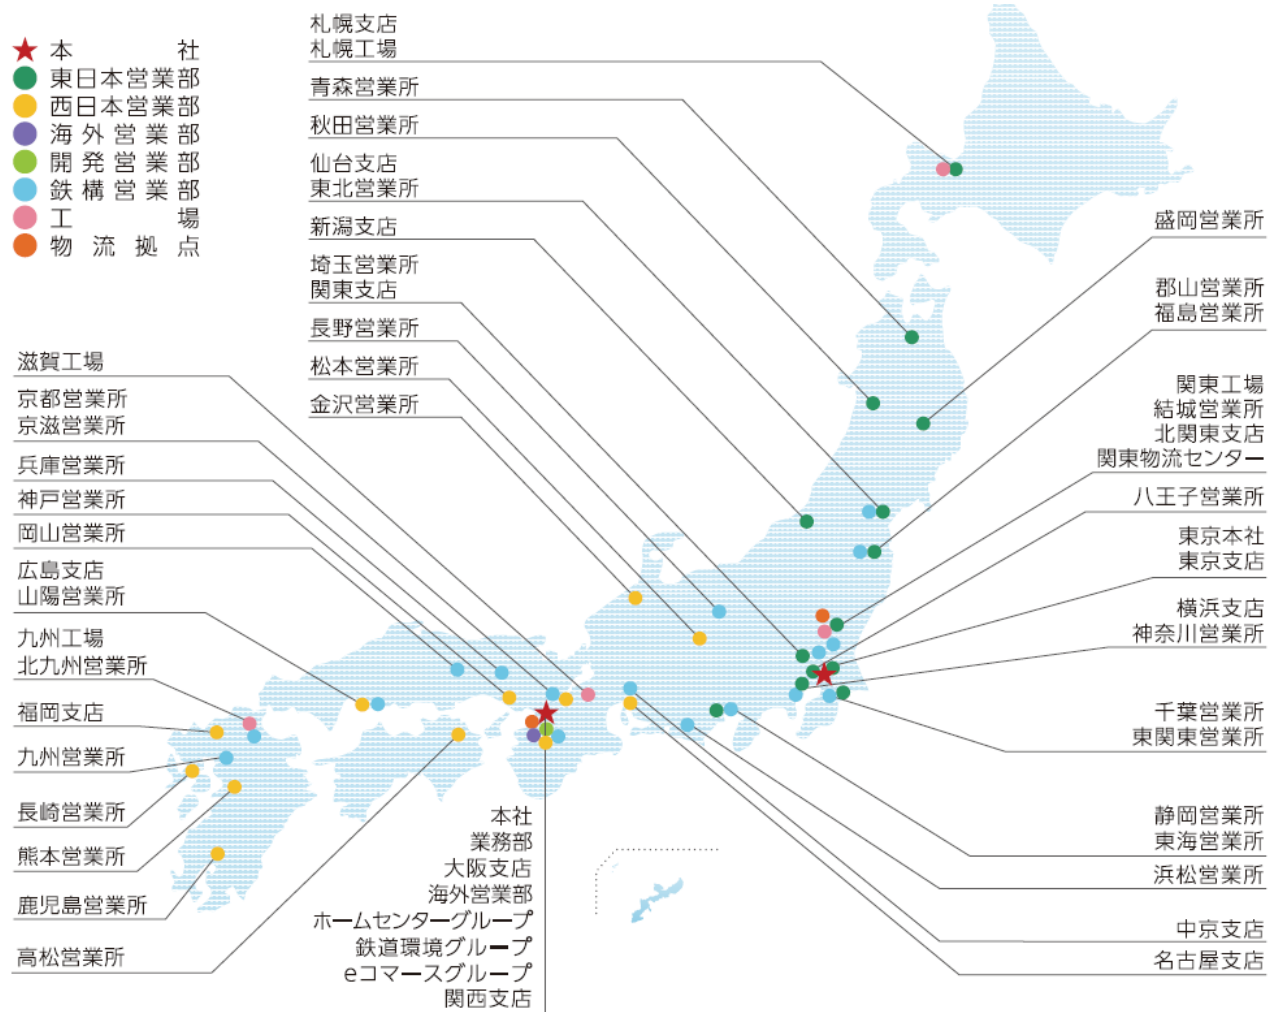 本社
東日本営業部
西日本営業部
海外営業部
開発営業部
鉄構営業部
工場
物流拠点
札幌支店
札幌工場
青森営業所
秋田営業所
仙台支店
東北営業所
新潟支店
埼玉営業所
関東支店
長野営業所
松本営業所
金沢営業所
滋賀工場
京都営業所
京滋営業所
兵庫営業所
神戸営業所
岡山営業所
広島支店
山陽営業所
九州工場
北九州営業所
福岡支店
九州営業所
長崎営業所
熊本営業所
鹿児島営業所
高松営業所
本社
業務部
大阪支店
海外営業部
ホームセンターグループ
鉄道環境グループ
eコマースグループ
関西支店
盛岡営業所
郡山営業所
福島営業所
関東工場
結城営業所
北関東支店
関東物流センター
八王子営業所
東京本社
東京支店
横浜支店
神奈川営業所
千葉営業所
東関東営業所
静岡営業所
東海営業所
浜松営業所
中京支店
名古屋支店